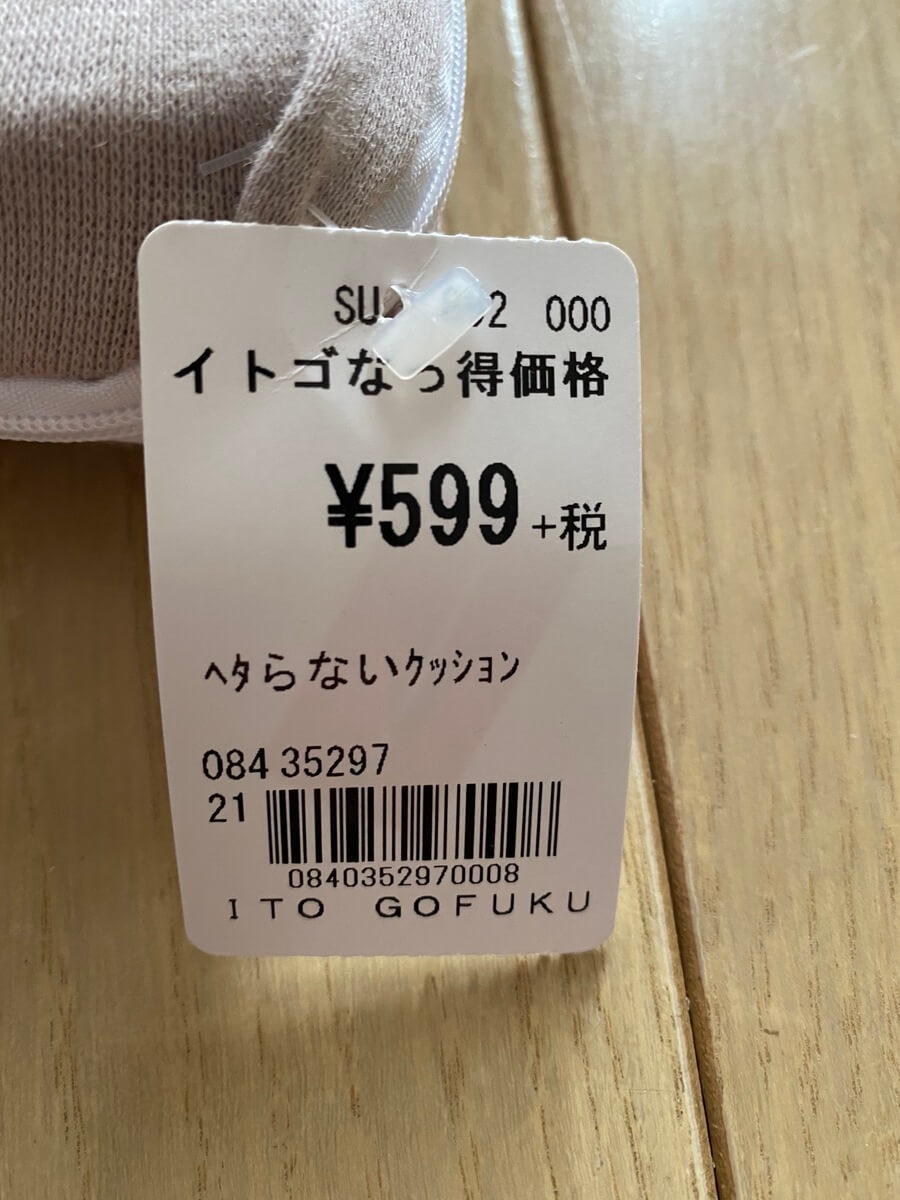 000
イトゴなっ得価格
¥599 +税
ﾍﾀらないｸｯｼｮﾝ
084 35297
21
0840352970008
ITO GOFUKU